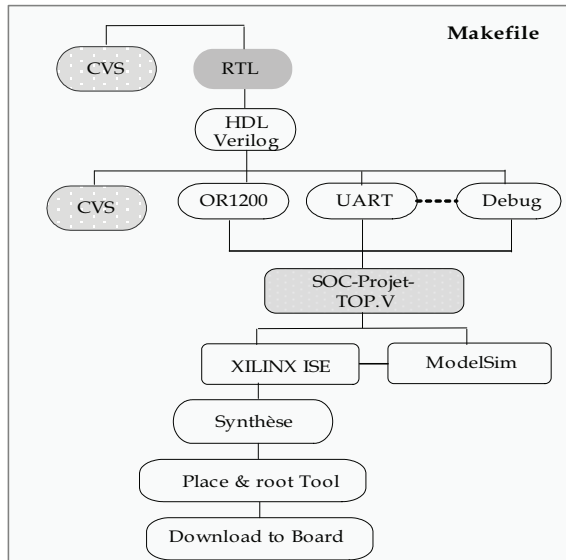 Makefile
CVS
RTL
HDL
Verilog
CVS
OR1200
UART
Debug
SOC-Projet-
TOP.V
XILINX ISE
ModelSim
Synthèse
Place & root Tool
Download to Board